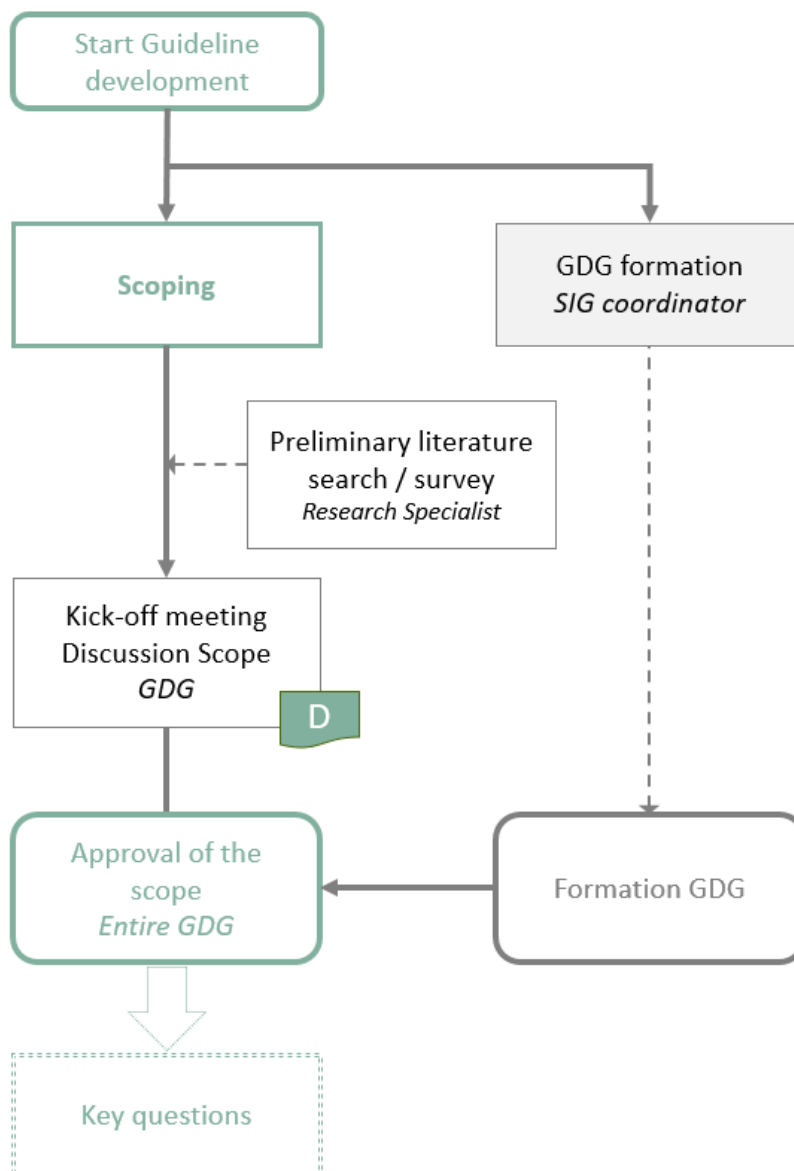 Start Guideline
development
Scoping
GDG formation
SIG coordinator
Preliminary literature
search / survey
Research Specialist
Kick-off meeting
Discussion Scope
GDG
D
Approval of the
scope
Entire GDG
Formation GDG
Key questions